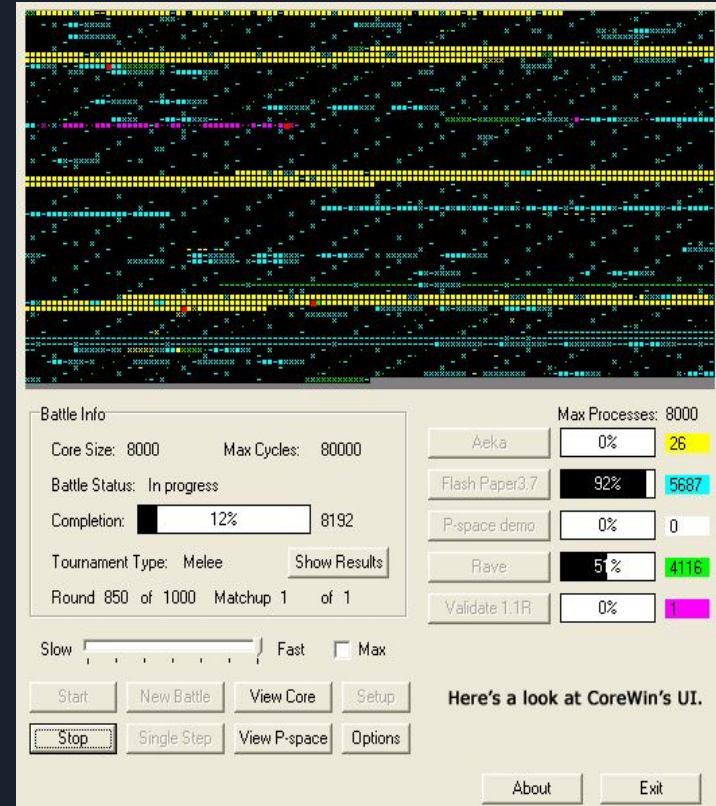 Battle Info
Core Size: 8000 Max Cycles: 80000
Battle Status: In progress
Completion: 12% 8192
Tournament Type: Melee Show Results
Round 850 of 1000 Matchup 1 of 1
Max Processes: 8000
Aeka 0% 26
Flash Paper3.7 92% 5687
P-space demo 0% 0
Rave 51% 4116
Validate 1.1R 0% 1
Slow Fast Max
Start New Battle View Core Setup
Stop Single Step View P-space Options
Here's a look at CoreWin's UI.
About Exit